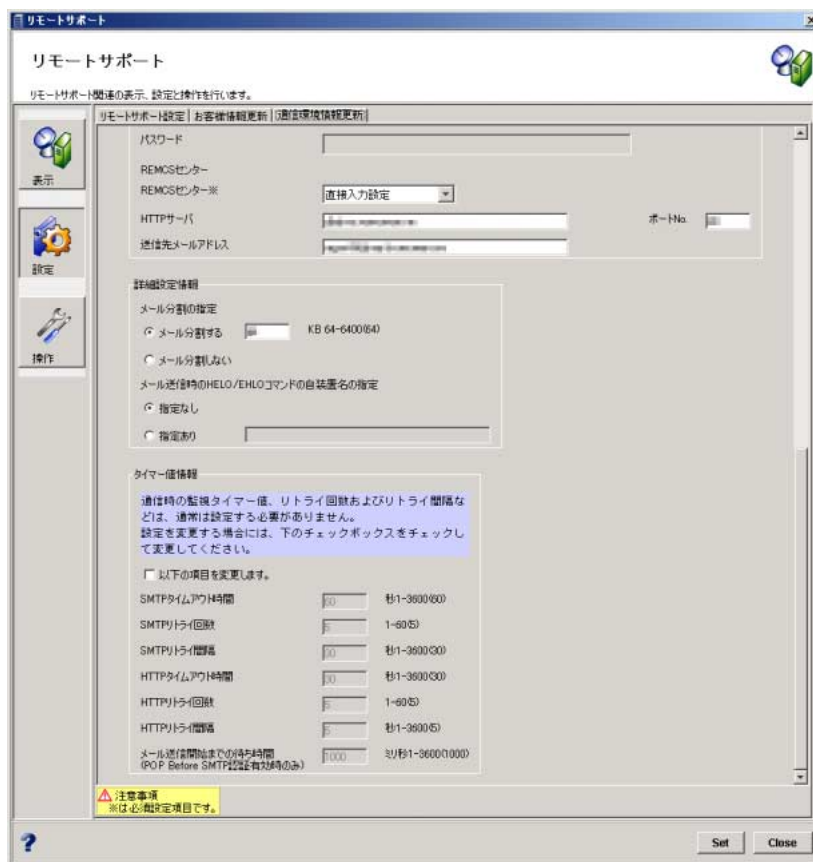 リモートサポート
リモートサポート
リモートサポート関連の表示、設定と操作を行います。
リモートサポート設定 お客様情報更新 通信環境情報更新
表示
設定
操作
パスワード
REMCSセンター
REMCSセンター※ 直接入力設定
HTTPサーバ ポートNo.
送信先メールアドレス
詳細設定情報
メール分割の指定
メール分割する KB 64-6400(64)
メール分割しない
メール送信時のHELO/EHLOコマンドの自装置名の指定
指定なし
指定あり
タイマー値情報
通信時の監視タイマー値、リトライ回数およびリトライ間隔な
どは、通常は設定する必要がありません。
設定を変更する場合には、下のチェックボックスをチェックし
て変更してください。
以下の項目を変更します。
SMTPタイムアウト時間 60 秒:1-3600(60)
SMTPリトライ回数 5 1-60(5)
SMTPリトライ間隔 30 秒:1-3600(30)
HTTPタイムアウト時間 30 秒:1-3600(30)
HTTPリトライ回数 5 1-60(5)
HTTPリトライ間隔 5 秒:1-3600(5)
メール送信開始までの待ち時間 1000 ミリ秒:1-3600(1000)
(POP Before SMTP認証有効時のみ)
注意事項
※は必須設定項目です。
? Set Close